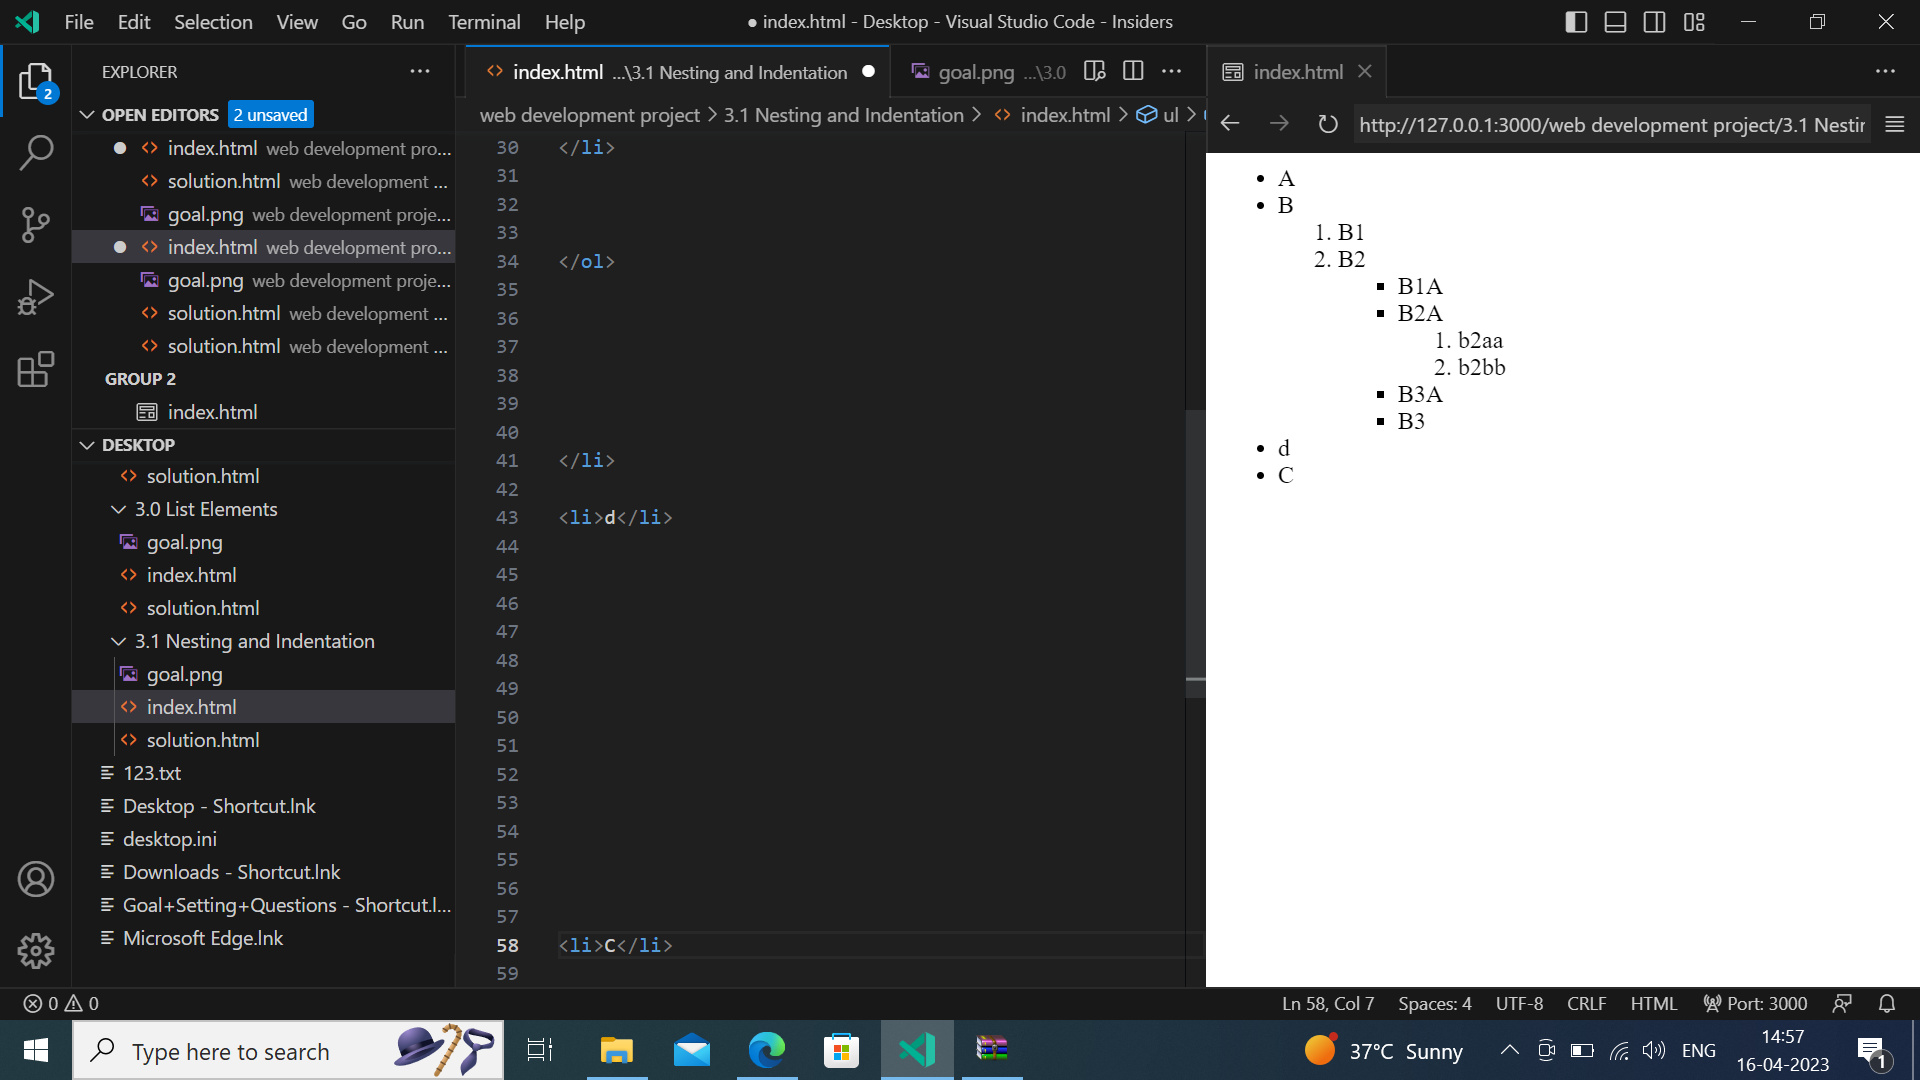 File Edit Selection View Go Run Terminal Help
● index.html - Desktop - Visual Studio Code - Insiders
EXPLORER
2
OPEN EDITORS 2 unsaved
index.html web development pro...
solution.html web development ...
goal.png web development proje...
index.html web development pro...
goal.png web development proje...
solution.html web development ...
solution.html web development ...
GROUP 2
index.html
DESKTOP
solution.html
3.0 List Elements
goal.png
index.html
solution.html
3.1 Nesting and Indentation
goal.png
index.html
solution.html
123.txt
Desktop - Shortcut.lnk
desktop.ini
Downloads - Shortcut.lnk
Goal+Setting+Questions - Shortcut.l...
Microsoft Edge.lnk
index.html ...\3.1 Nesting and Indentation
goal.png ...\3.0
web development project > 3.1 Nesting and Indentation > index.html > ul >
30 </li>
31
32
33
34 </ol>
35
36
37
38
39
40
41 </li>
42
43 <li>d</li>
44
45
46
47
48
49
50
51
52
53
54
55
56
57
58 <li>C</li>
59
index.html
http://127.0.0.1:3000/web development project/3.1 Nestin
• A
• B
1. B1
2. B2
▪ B1A
▪ B2A
1. b2aa
2. b2bb
▪ B3A
▪ B3
• d
• C
0 0
Ln 58, Col 7 Spaces: 4 UTF-8 CRLF HTML Port: 3000
Type here to search
37°C Sunny
ENG
14:57
16-04-2023
1